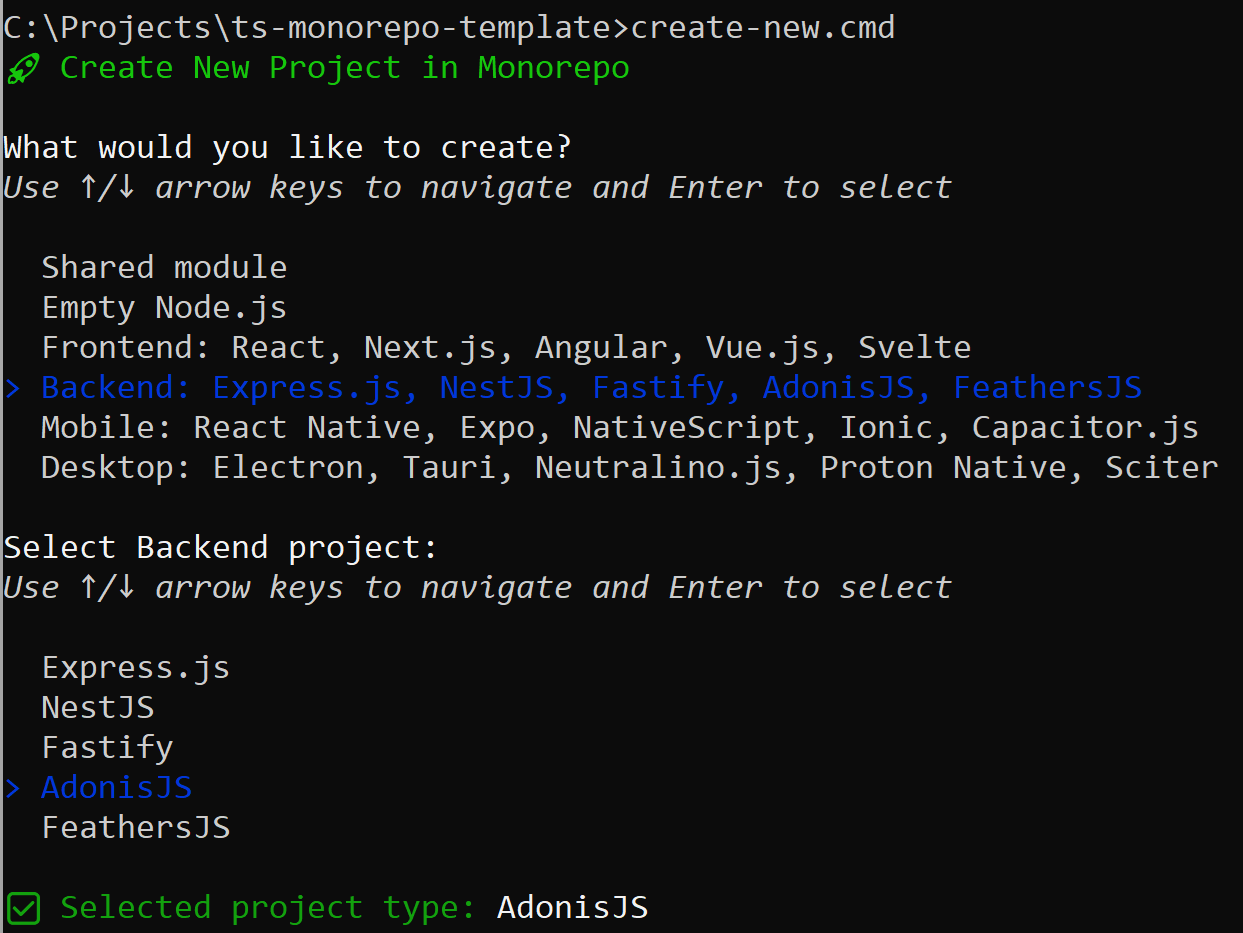 C:\Projects\ts-monorepo-template>create-new.cmd
🚀 Create New Project in Monorepo
What would you like to create?
Use ↑/↓ arrow keys to navigate and Enter to select
Shared module
Empty Node.js
Frontend: React, Next.js, Angular, Vue.js, Svelte
> Backend: Express.js, NestJS, Fastify, AdonisJS, FeathersJS
Mobile: React Native, Expo, NativeScript, Ionic, Capacitor.js
Desktop: Electron, Tauri, Neutralino.js, Proton Native, Sciter
Select Backend project:
Use ↑/↓ arrow keys to navigate and Enter to select
Express.js
NestJS
Fastify
> AdonisJS
FeathersJS
✅ Selected project type: AdonisJS